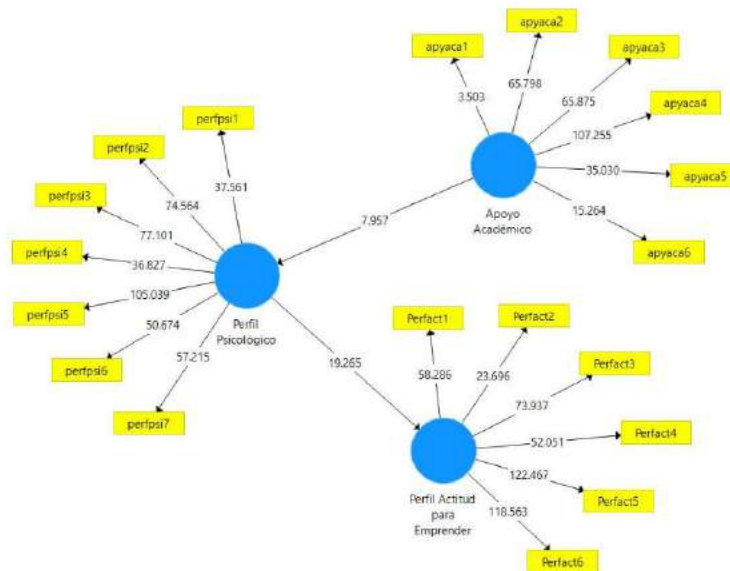 apyaca2
apyaca1
apyaca3
65.798
3.503
65.875
apyaca4
107.255
apyaca5
35.030
15.264
apyaca6
Apoyo
Académico
7.957
perfpsi1
perfpsi2
37.561
perfpsi3
74.564
77.101
perfpsi4
36.827
105.039
perfpsi5
50.674
57.215
perfpsi6
perfpsi7
Perfil
Psicológico
19.265
Perfact1
Perfact2
58.286
23.696
Perfact3
73.937
52.051
Perfact4
122.467
Perfact5
118.563
Perfact6
Perfil Actitud
para
Emprender